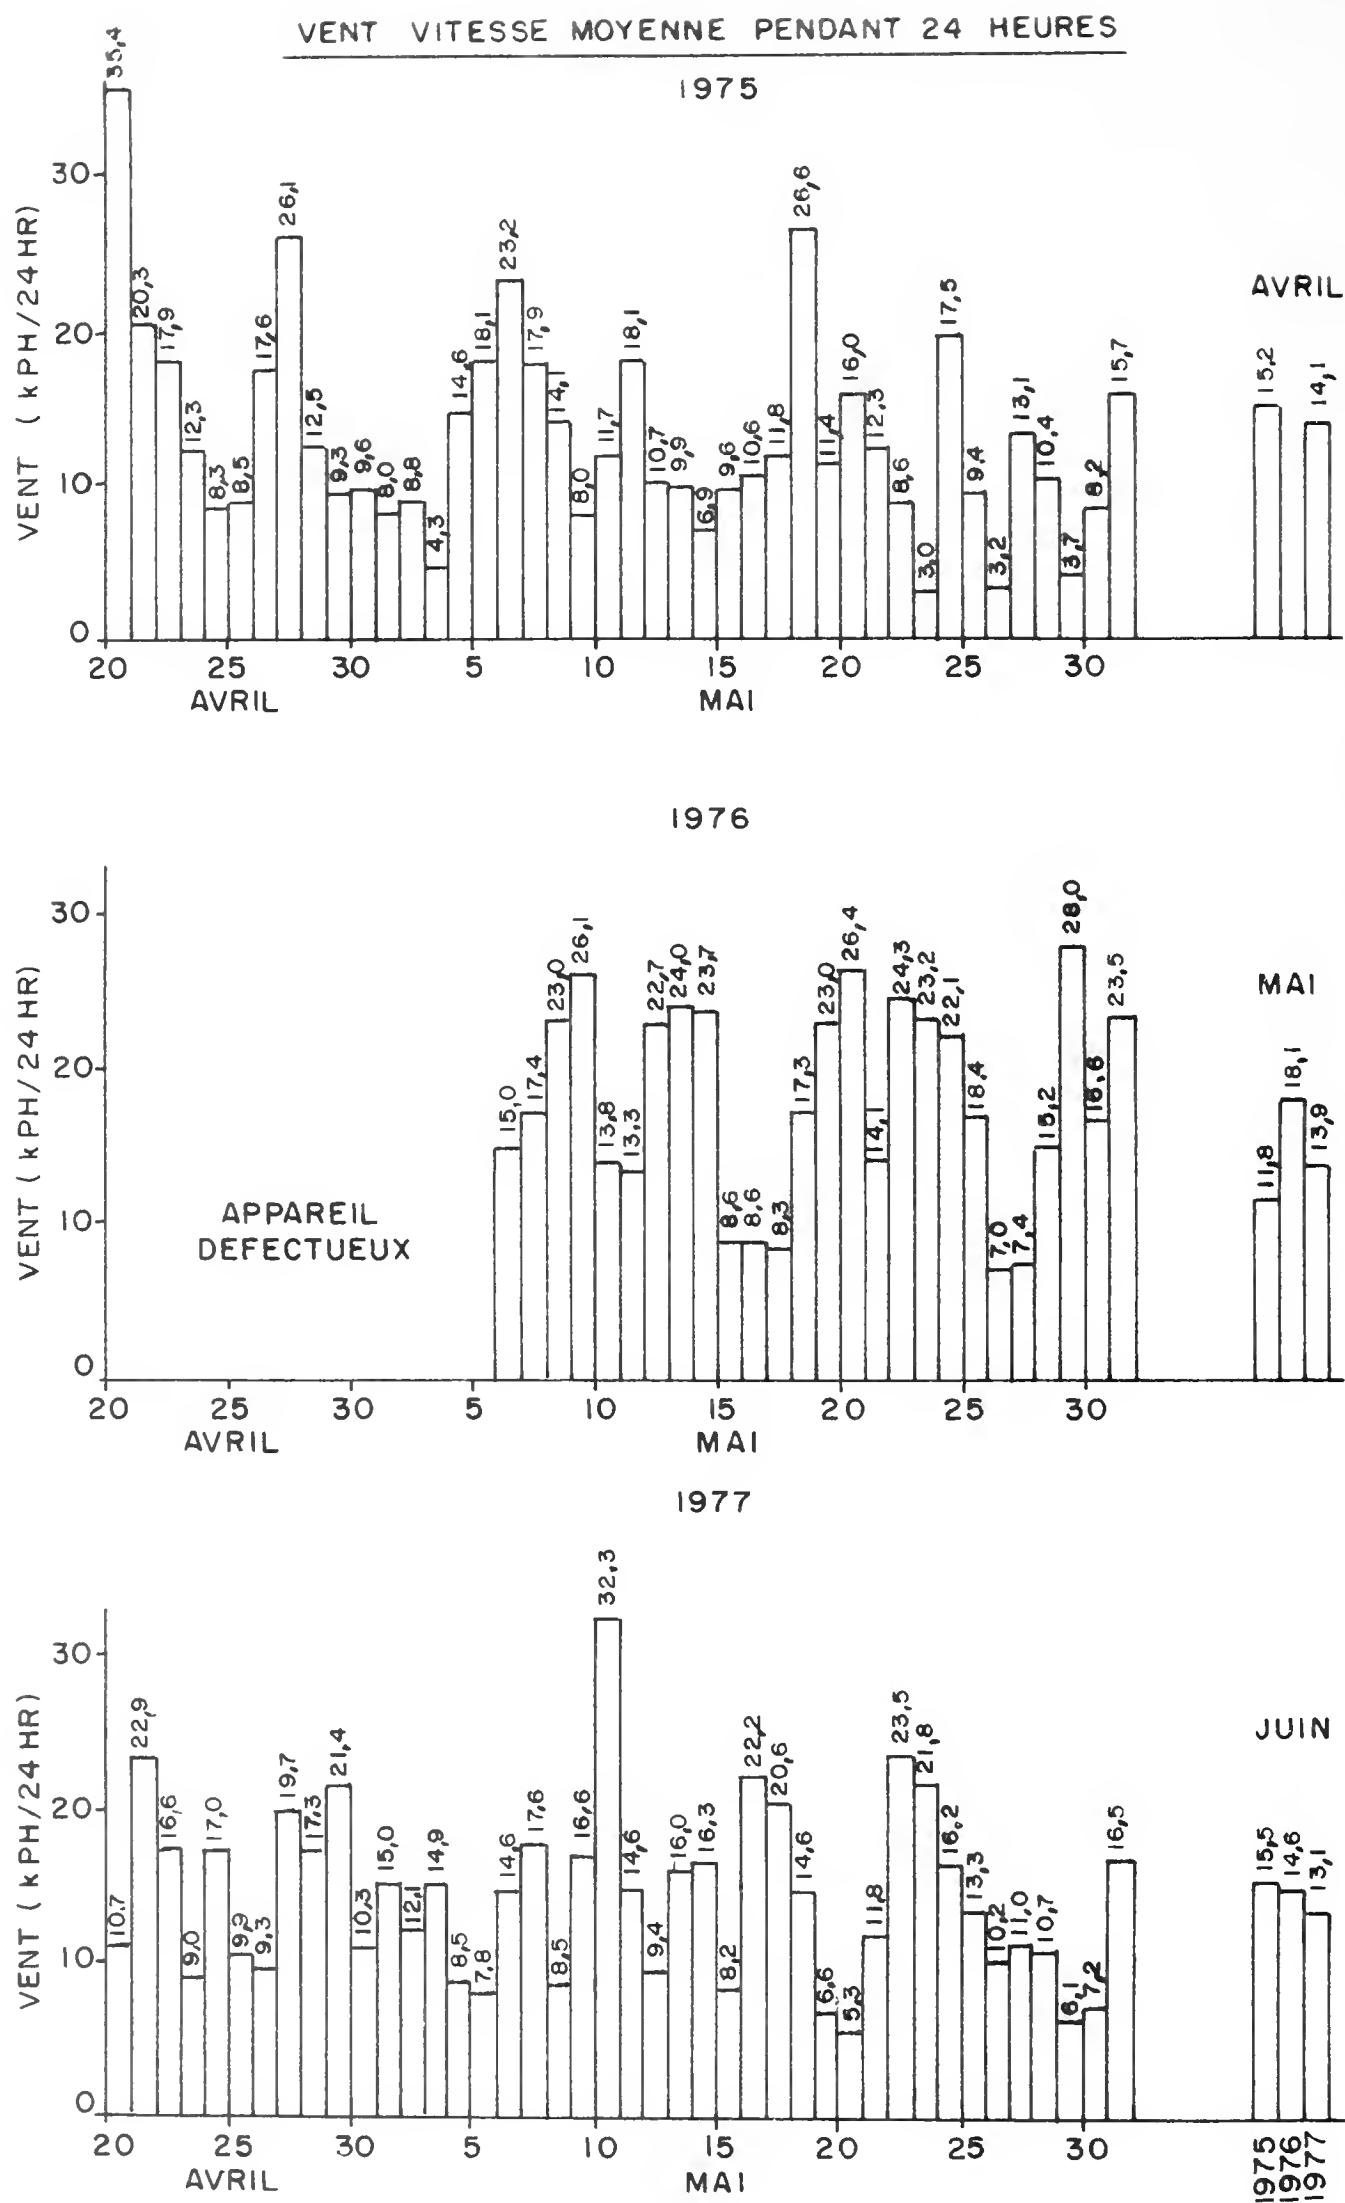 VENT VITESSE MOYENNE PENDANT 24 HEURES
1975
VENT (kPH/24HR)
30
20
10
0
35,4 20,3 17,9 12,3 8,3 8,5 17,6 26,1 12,5 9,3 9,6 8,0 8,8 4,3 14,6 18,1 23,2 17,9 14,1 8,0 11,7 18,1 10,7 9,9 6,9 9,6 10,6 11,8 26,6 11,4 16,0 12,3 8,6 3,0 17,5 9,4 3,2 13,1 10,4 3,7 8,2 15,7
20 25 30 5 10 15 20 25 30
AVRIL MAI
AVRIL
15,2 14,1
1976
VENT (kPH/24HR)
30
20
10
0
APPAREIL
DEFECTUEUX
15,0 17,4 23,0 26,1 13,8 13,3 22,7 24,0 23,7 8,6 8,6 8,3 17,3 23,0 26,4 14,1 24,3 23,2 22,1 18,4 7,0 7,4 15,2 28,0 16,6 23,5
20 25 30 5 10 15 20 25 30
AVRIL MAI
MAI
11,8 18,1 13,9
1977
VENT (kPH/24HR)
30
20
10
0
10,7 22,9 16,6 9,0 17,0 9,9 9,3 19,7 17,3 21,4 10,3 15,0 12,1 14,9 8,5 7,8 14,6 17,6 8,5 16,6 32,3 14,6 9,4 16,0 16,3 8,2 22,2 20,6 14,6 6,6 5,3 11,8 23,5 21,8 16,2 13,3 10,2 11,0 10,7 6,1 7,2 16,5
20 25 30 5 10 15 20 25 30
AVRIL MAI
JUIN
15,5 14,6 13,1
1975 1976 1977